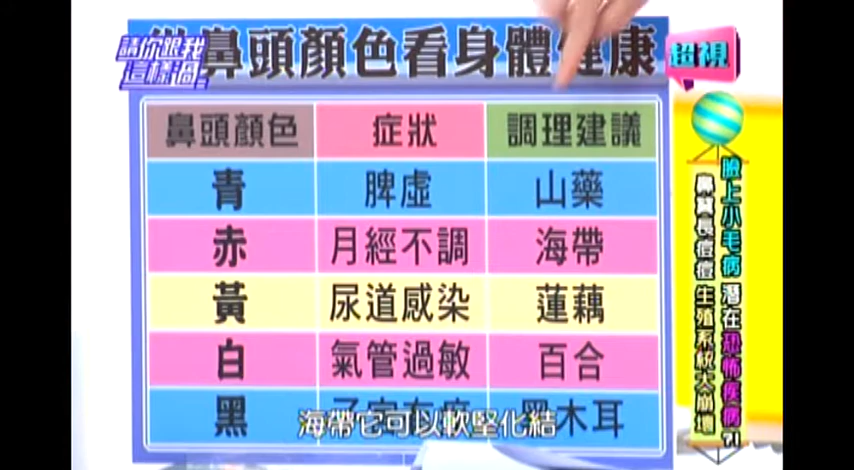 從鼻頭顏色看身體健康
請你跟我
這樣過
超視
鼻頭顏色 症狀 調理建議
青 脾虛 山藥
赤 月經不調 海帶
黃 尿道感染 蓮藕
白 氣管過敏 百合
黑 黑木耳
海帶它可以軟堅化結
臉上小毛病 潛在恐怖疾病?!
鼻翼長痘痘 生殖系統大崩壞